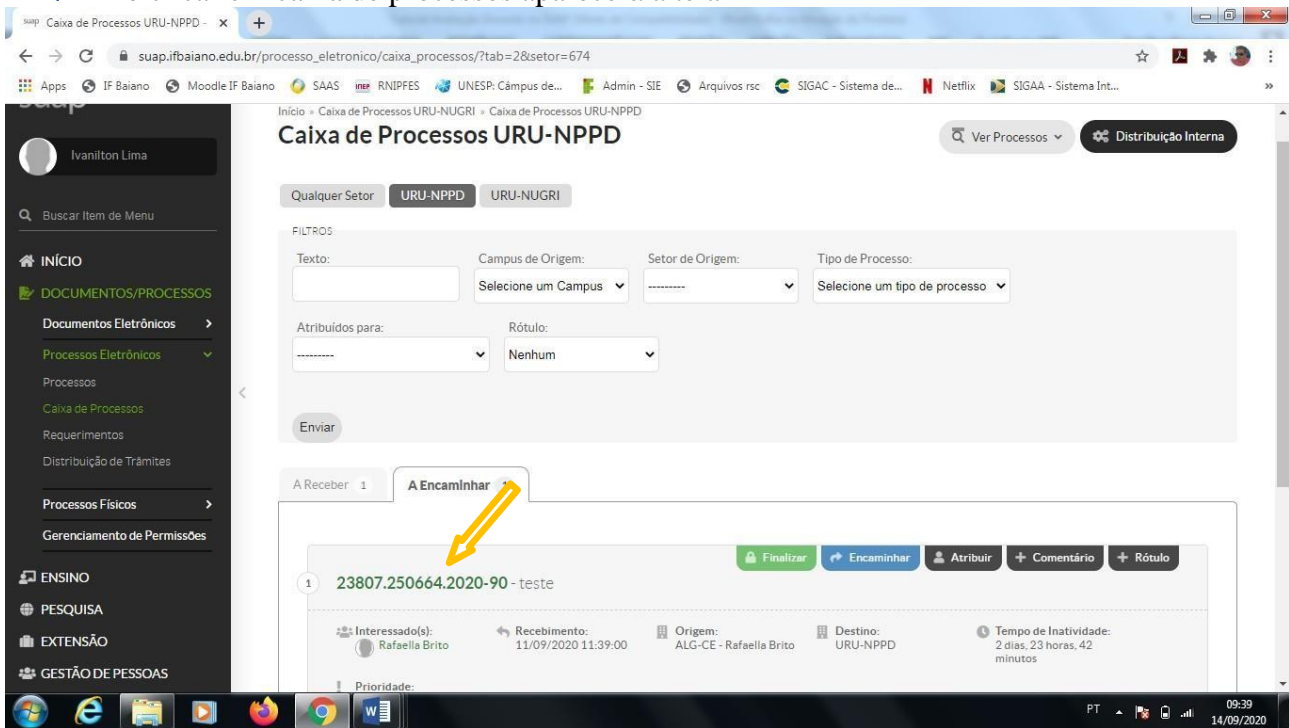 Caixa de Processos URU-NPPD -
suap.ifbaiano.edu.br/processo_eletronico/caixa_processos/?tab=2&setor=674
Apps IF Baiano Moodle IF Baiano SAAS RNIPFES UNESP: Câmpus de... Admin - SIE Arquivos rsc SIGAC - Sistema de... Netflix SIGAA - Sistema Int... »
Início » Caixa de Processos URU-NUGRI » Caixa de Processos URU-NPPD
Caixa de Processos URU-NPPD
Ver Processos Distribuição Interna
Ivanilton Lima
Buscar Item de Menu
INÍCIO
DOCUMENTOS/PROCESSOS
Documentos Eletrônicos
Processos Eletrônicos
Processos
Caixa de Processos
Requerimentos
Distribuição de Trâmites
Processos Físicos
Gerenciamento de Permissões
ENSINO
PESQUISA
EXTENSÃO
GESTÃO DE PESSOAS
Qualquer Setor URU-NPPD URU-NUGRI
FILTROS
Texto: Campus de Origem: Setor de Origem: Tipo de Processo:
Selecione um Campus --------- Selecione um tipo de processo
Atribuídos para: Rótulo:
--------- Nenhum
Enviar
A Receber 1 A Encaminhar
Finalizar Encaminhar Atribuir + Comentário + Rótulo
1 23807.250664.2020-90 - teste
Interessado(s): Recebimento: Origem: Destino: Tempo de Inatividade:
Rafaella Brito 11/09/2020 11:39:00 ALG-CE - Rafaella Brito URU-NPPD 2 dias, 23 horas, 42
minutos
Prioridade:
PT 09:39
14/09/2020